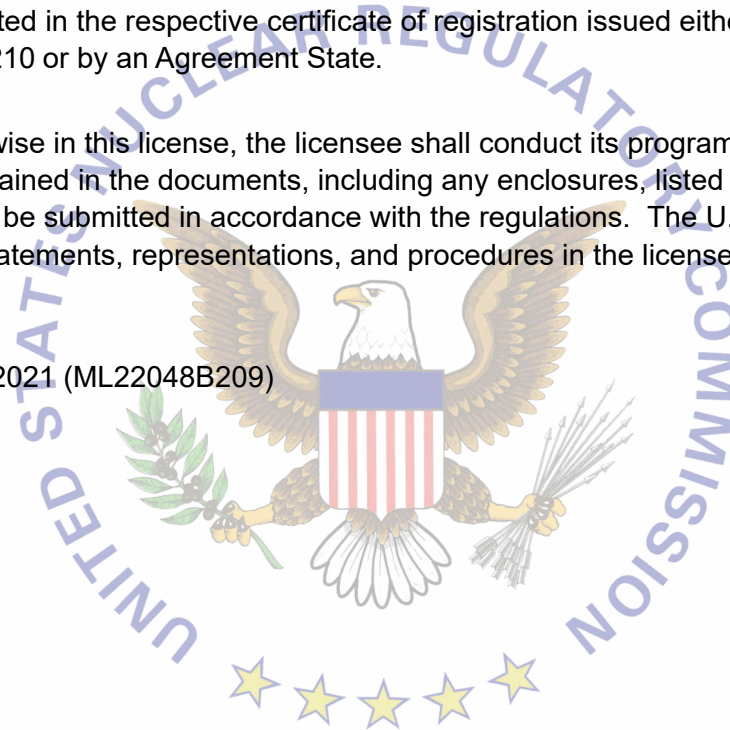 ted in the respective certificate of registration issued eithe
210 or by an Agreement State.
wise in this license, the licensee shall conduct its program
ained in the documents, including any enclosures, listed
be submitted in accordance with the regulations.  The U.
atements, representations, and procedures in the license
2021 (ML22048B209)
UNITED STATES NUCLEAR REGULATORY COMMISSION